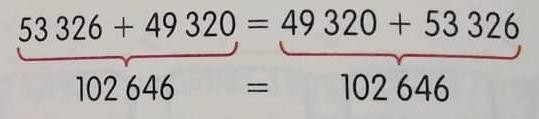 53 326 + 49 320 = 49 320 + 53 326
102 646 = 102 646